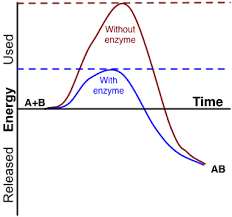 Used
Energy
Released
Without
enzyme
With
enzyme
A+B
Time
AB